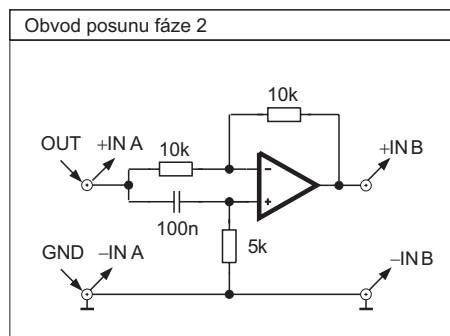 Obvod posunu fáze 2
10k
OUT +IN A
10k
+IN B
−
+
100n
5k
GND −IN A
−IN B